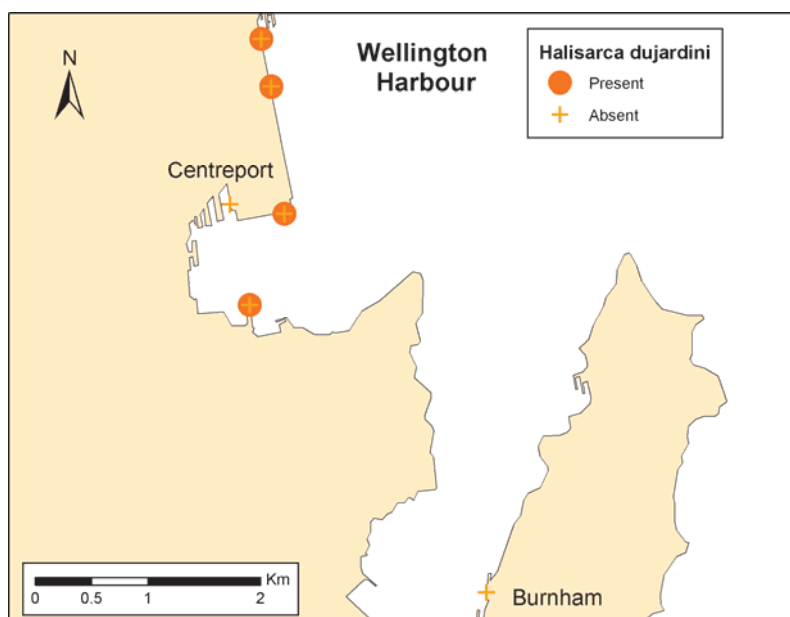 Wellington
Harbour
Halisarca dujardini
Present
Absent
N
Centreport
Burnham
Km
0 0.5 1 2